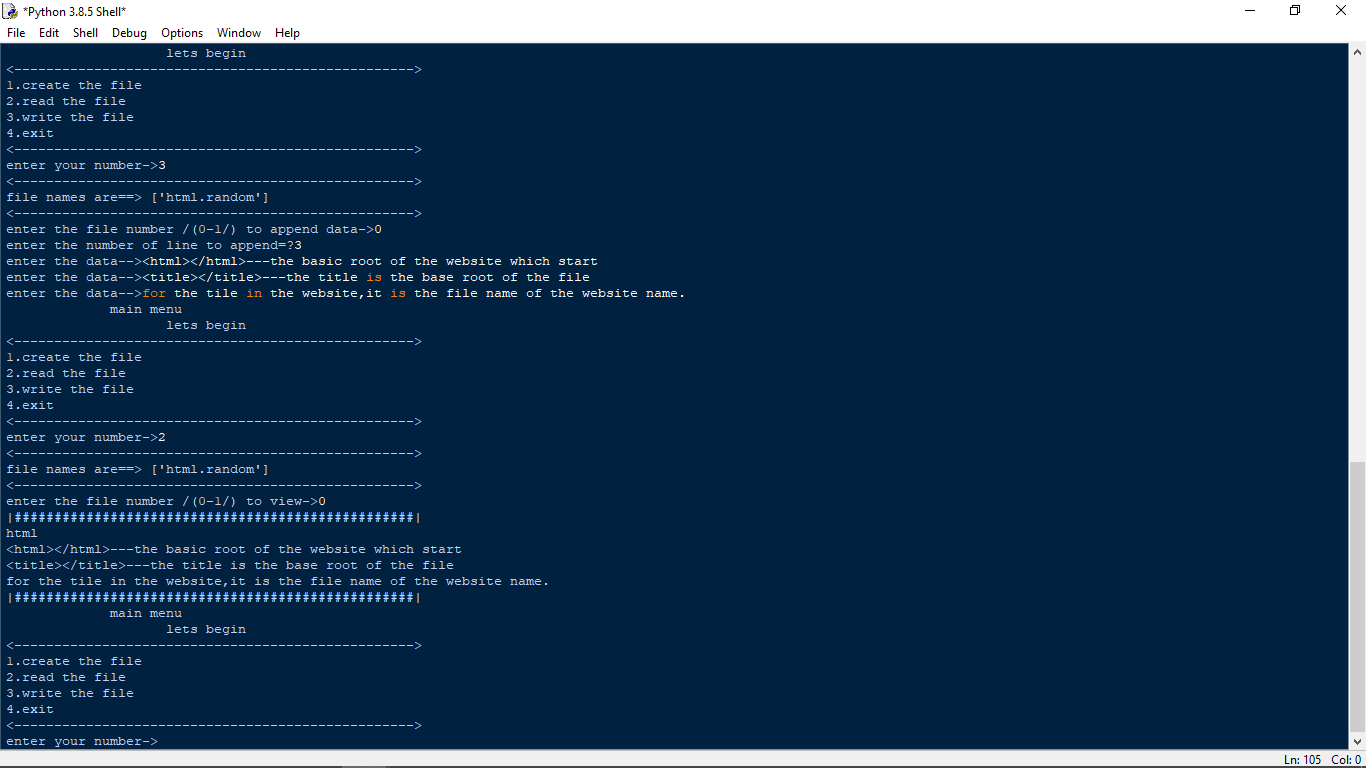 *Python 3.8.5 Shell*
File Edit Shell Debug Options Window Help
lets begin
<-------------------------------------------------->
1.create the file
2.read the file
3.write the file
4.exit
<-------------------------------------------------->
enter your number->3
<-------------------------------------------------->
file names are==> ['html.random']
<-------------------------------------------------->
enter the file number /(0-1/) to append data->0
enter the number of line to append=?3
enter the data--><html></html>---the basic root of the website which start
enter the data--><title></title>---the title is the base root of the file
enter the data-->for the tile in the website,it is the file name of the website name.
main menu
lets begin
<-------------------------------------------------->
1.create the file
2.read the file
3.write the file
4.exit
<-------------------------------------------------->
enter your number->2
<-------------------------------------------------->
file names are==> ['html.random']
<-------------------------------------------------->
enter the file number /(0-1/) to view->0
|##################################################|
html
<html></html>---the basic root of the website which start
<title></title>---the title is the base root of the file
for the tile in the website,it is the file name of the website name.
|##################################################|
main menu
lets begin
<-------------------------------------------------->
1.create the file
2.read the file
3.write the file
4.exit
<-------------------------------------------------->
enter your number->
Ln: 105 Col: 0